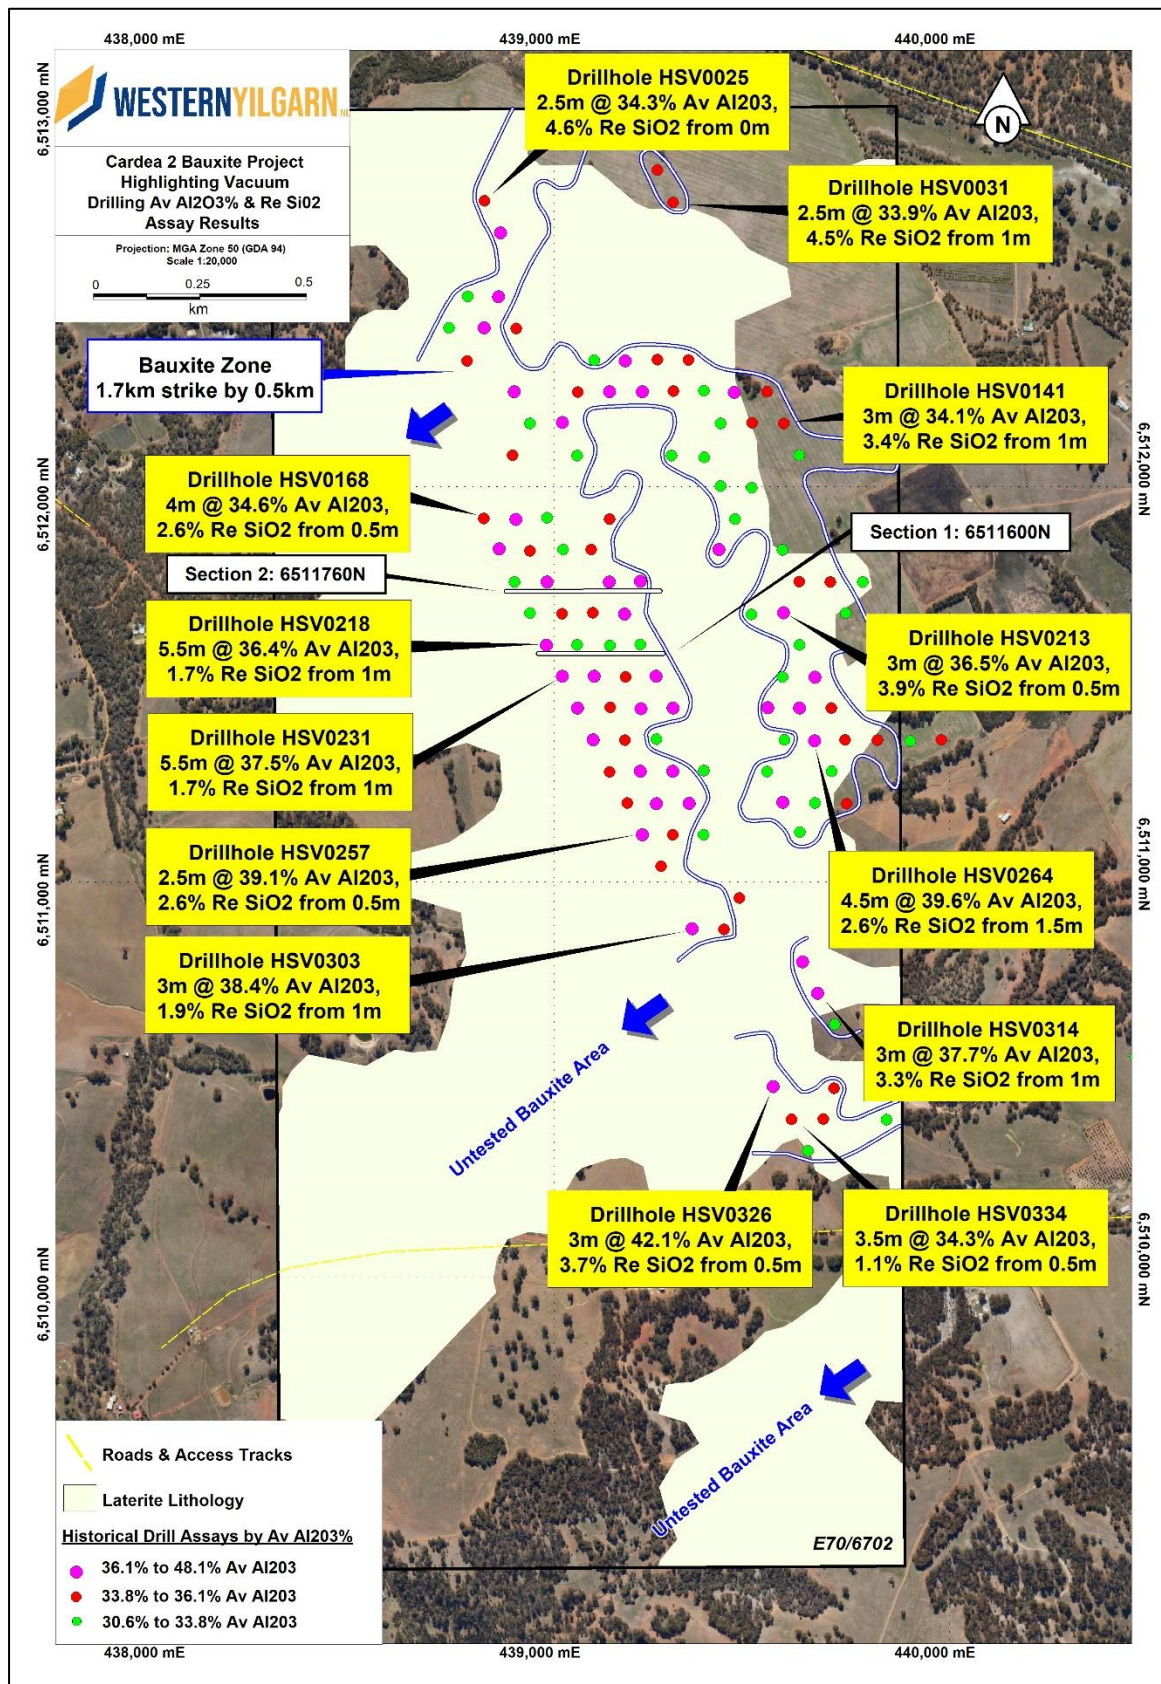 438,000 mE
439,000 mE
440,000 mE
6,513,000 mN
WESTERNYILGARN NL
Cardea 2 Bauxite Project
Highlighting Vacuum
Drilling Av Al2O3% & Re Si02
Assay Results
Projection: MGA Zone 50 (GDA 94)
Scale 1:20,000
0 0.25 0.5
km
Drillhole HSV0025
2.5m @ 34.3% Av Al203,
4.6% Re SiO2 from 0m
N
Drillhole HSV0031
2.5m @ 33.9% Av Al203,
4.5% Re SiO2 from 1m
Bauxite Zone
1.7km strike by 0.5km
Drillhole HSV0141
3m @ 34.1% Av Al203,
3.4% Re SiO2 from 1m
6,512,000 mN
6,512,000 mN
Drillhole HSV0168
4m @ 34.6% Av Al203,
2.6% Re SiO2 from 0.5m
Section 1: 6511600N
Section 2: 6511760N
Drillhole HSV0218
5.5m @ 36.4% Av Al203,
1.7% Re SiO2 from 1m
Drillhole HSV0213
3m @ 36.5% Av Al203,
3.9% Re SiO2 from 0.5m
Drillhole HSV0231
5.5m @ 37.5% Av Al203,
1.7% Re SiO2 from 1m
Drillhole HSV0257
2.5m @ 39.1% Av Al203,
2.6% Re SiO2 from 0.5m
Drillhole HSV0264
4.5m @ 39.6% Av Al203,
2.6% Re SiO2 from 1.5m
6,511,000 mN
6,511,000 mN
Drillhole HSV0303
3m @ 38.4% Av Al203,
1.9% Re SiO2 from 1m
Drillhole HSV0314
3m @ 37.7% Av Al203,
3.3% Re SiO2 from 1m
Untested Bauxite Area
Drillhole HSV0326
3m @ 42.1% Av Al203,
3.7% Re SiO2 from 0.5m
Drillhole HSV0334
3.5m @ 34.3% Av Al203,
1.1% Re SiO2 from 0.5m
6,510,000 mN
6,510,000 mN
Untested Bauxite Area
E70/6702
Roads & Access Tracks
Laterite Lithology
Historical Drill Assays by Av Al203%
36.1% to 48.1% Av Al203
33.8% to 36.1% Av Al203
30.6% to 33.8% Av Al203
438,000 mE
439,000 mE
440,000 mE